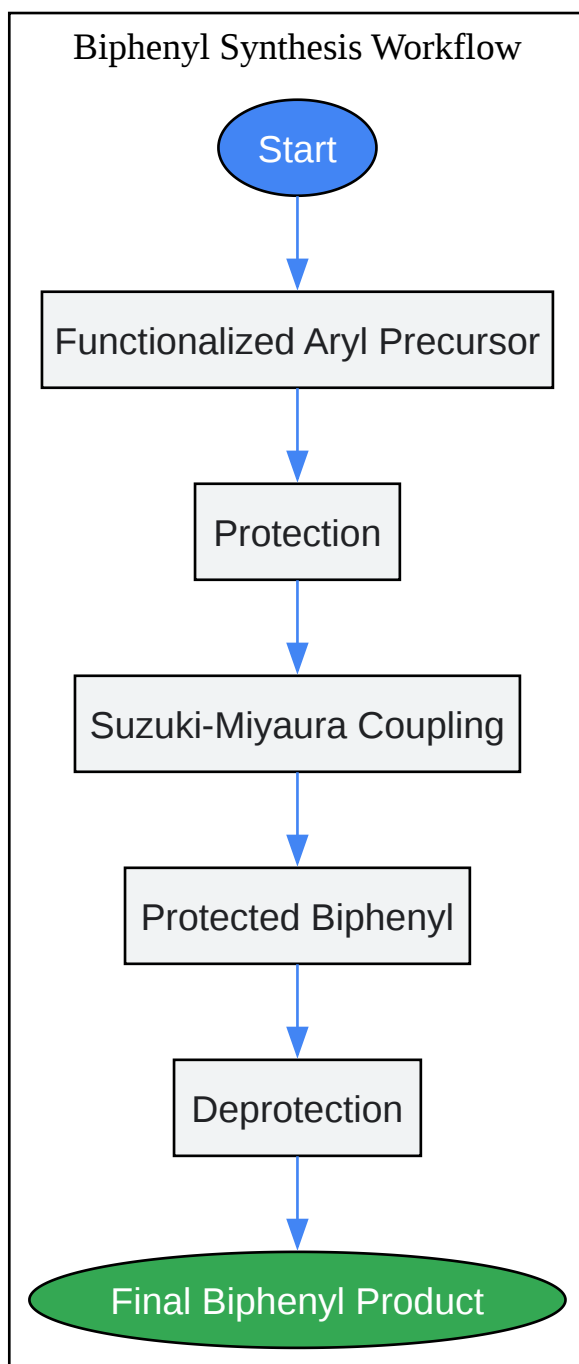 Biphenyl Synthesis Workflow
Start
Functionalized Aryl Precursor
Protection
Suzuki-Miyaura Coupling
Protected Biphenyl
Deprotection
Final Biphenyl Product